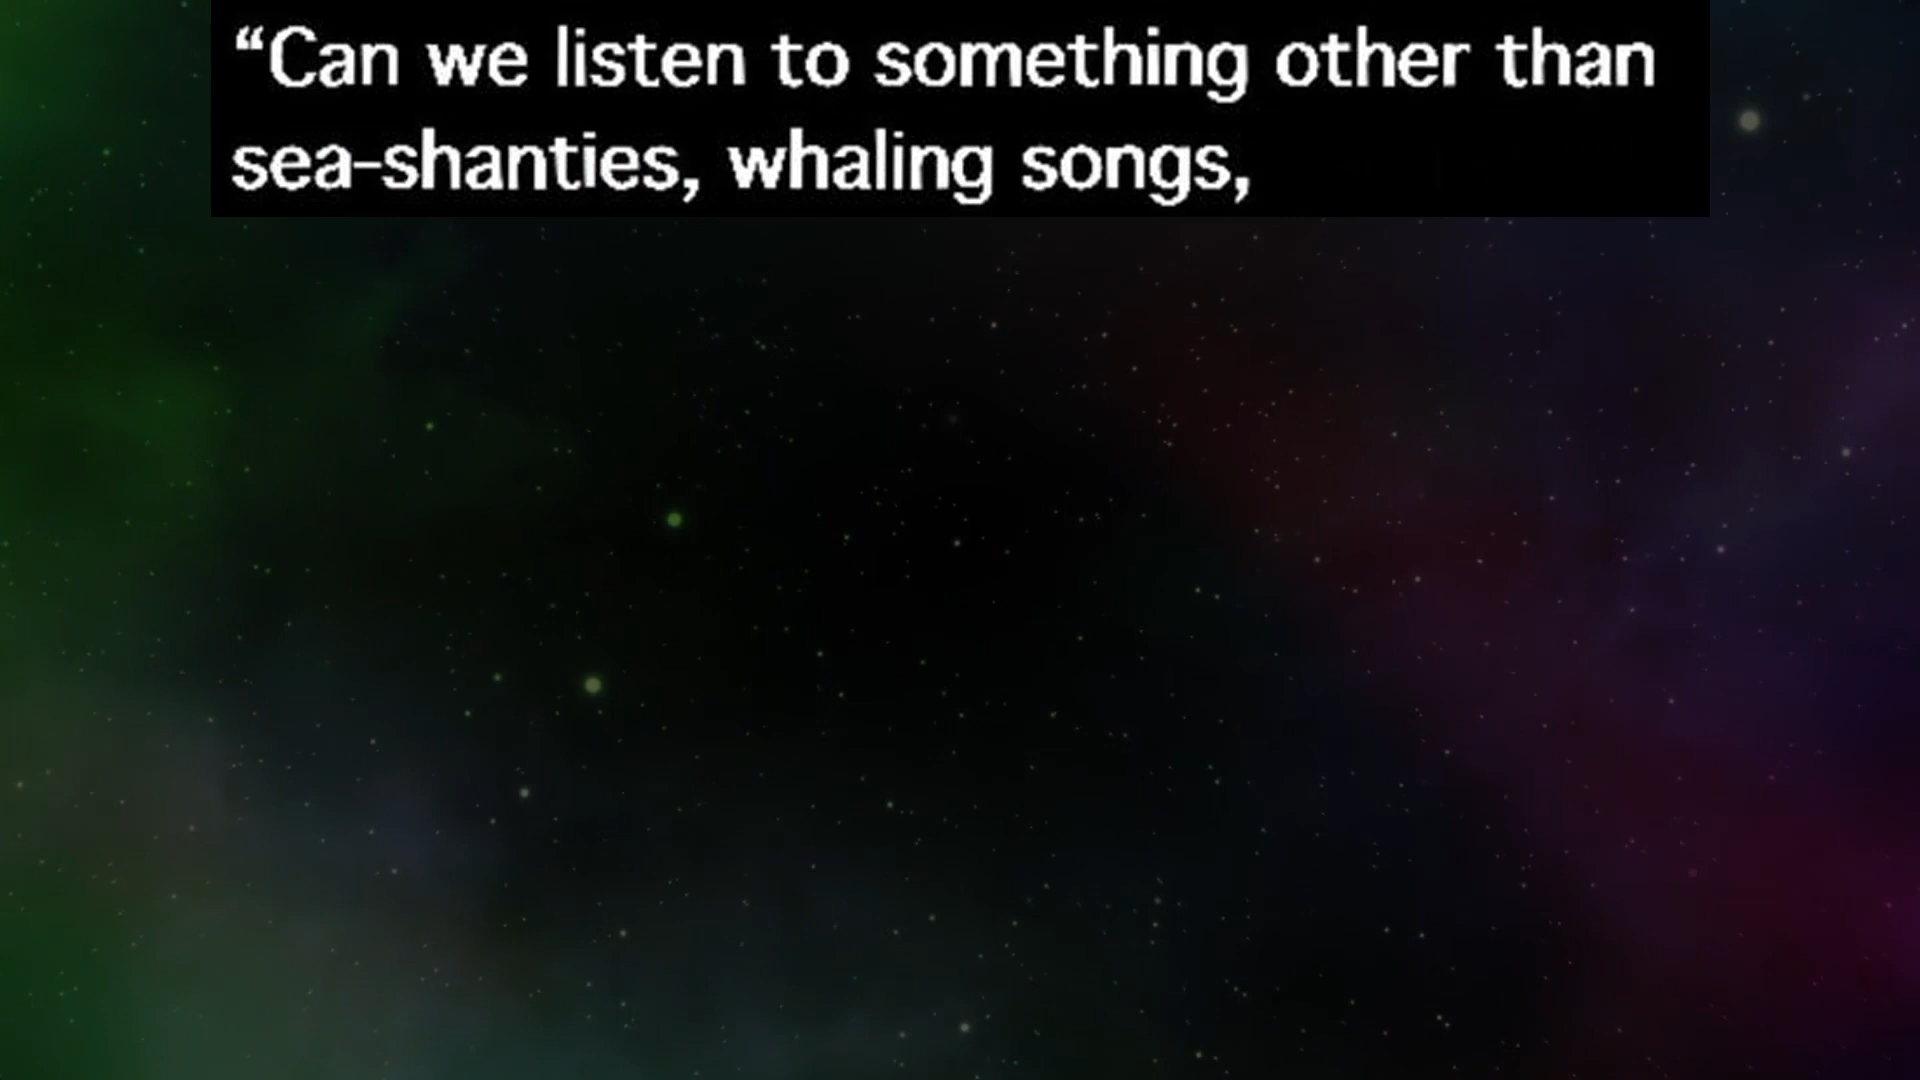 “Can we listen to something other than
sea-shanties, whaling songs,